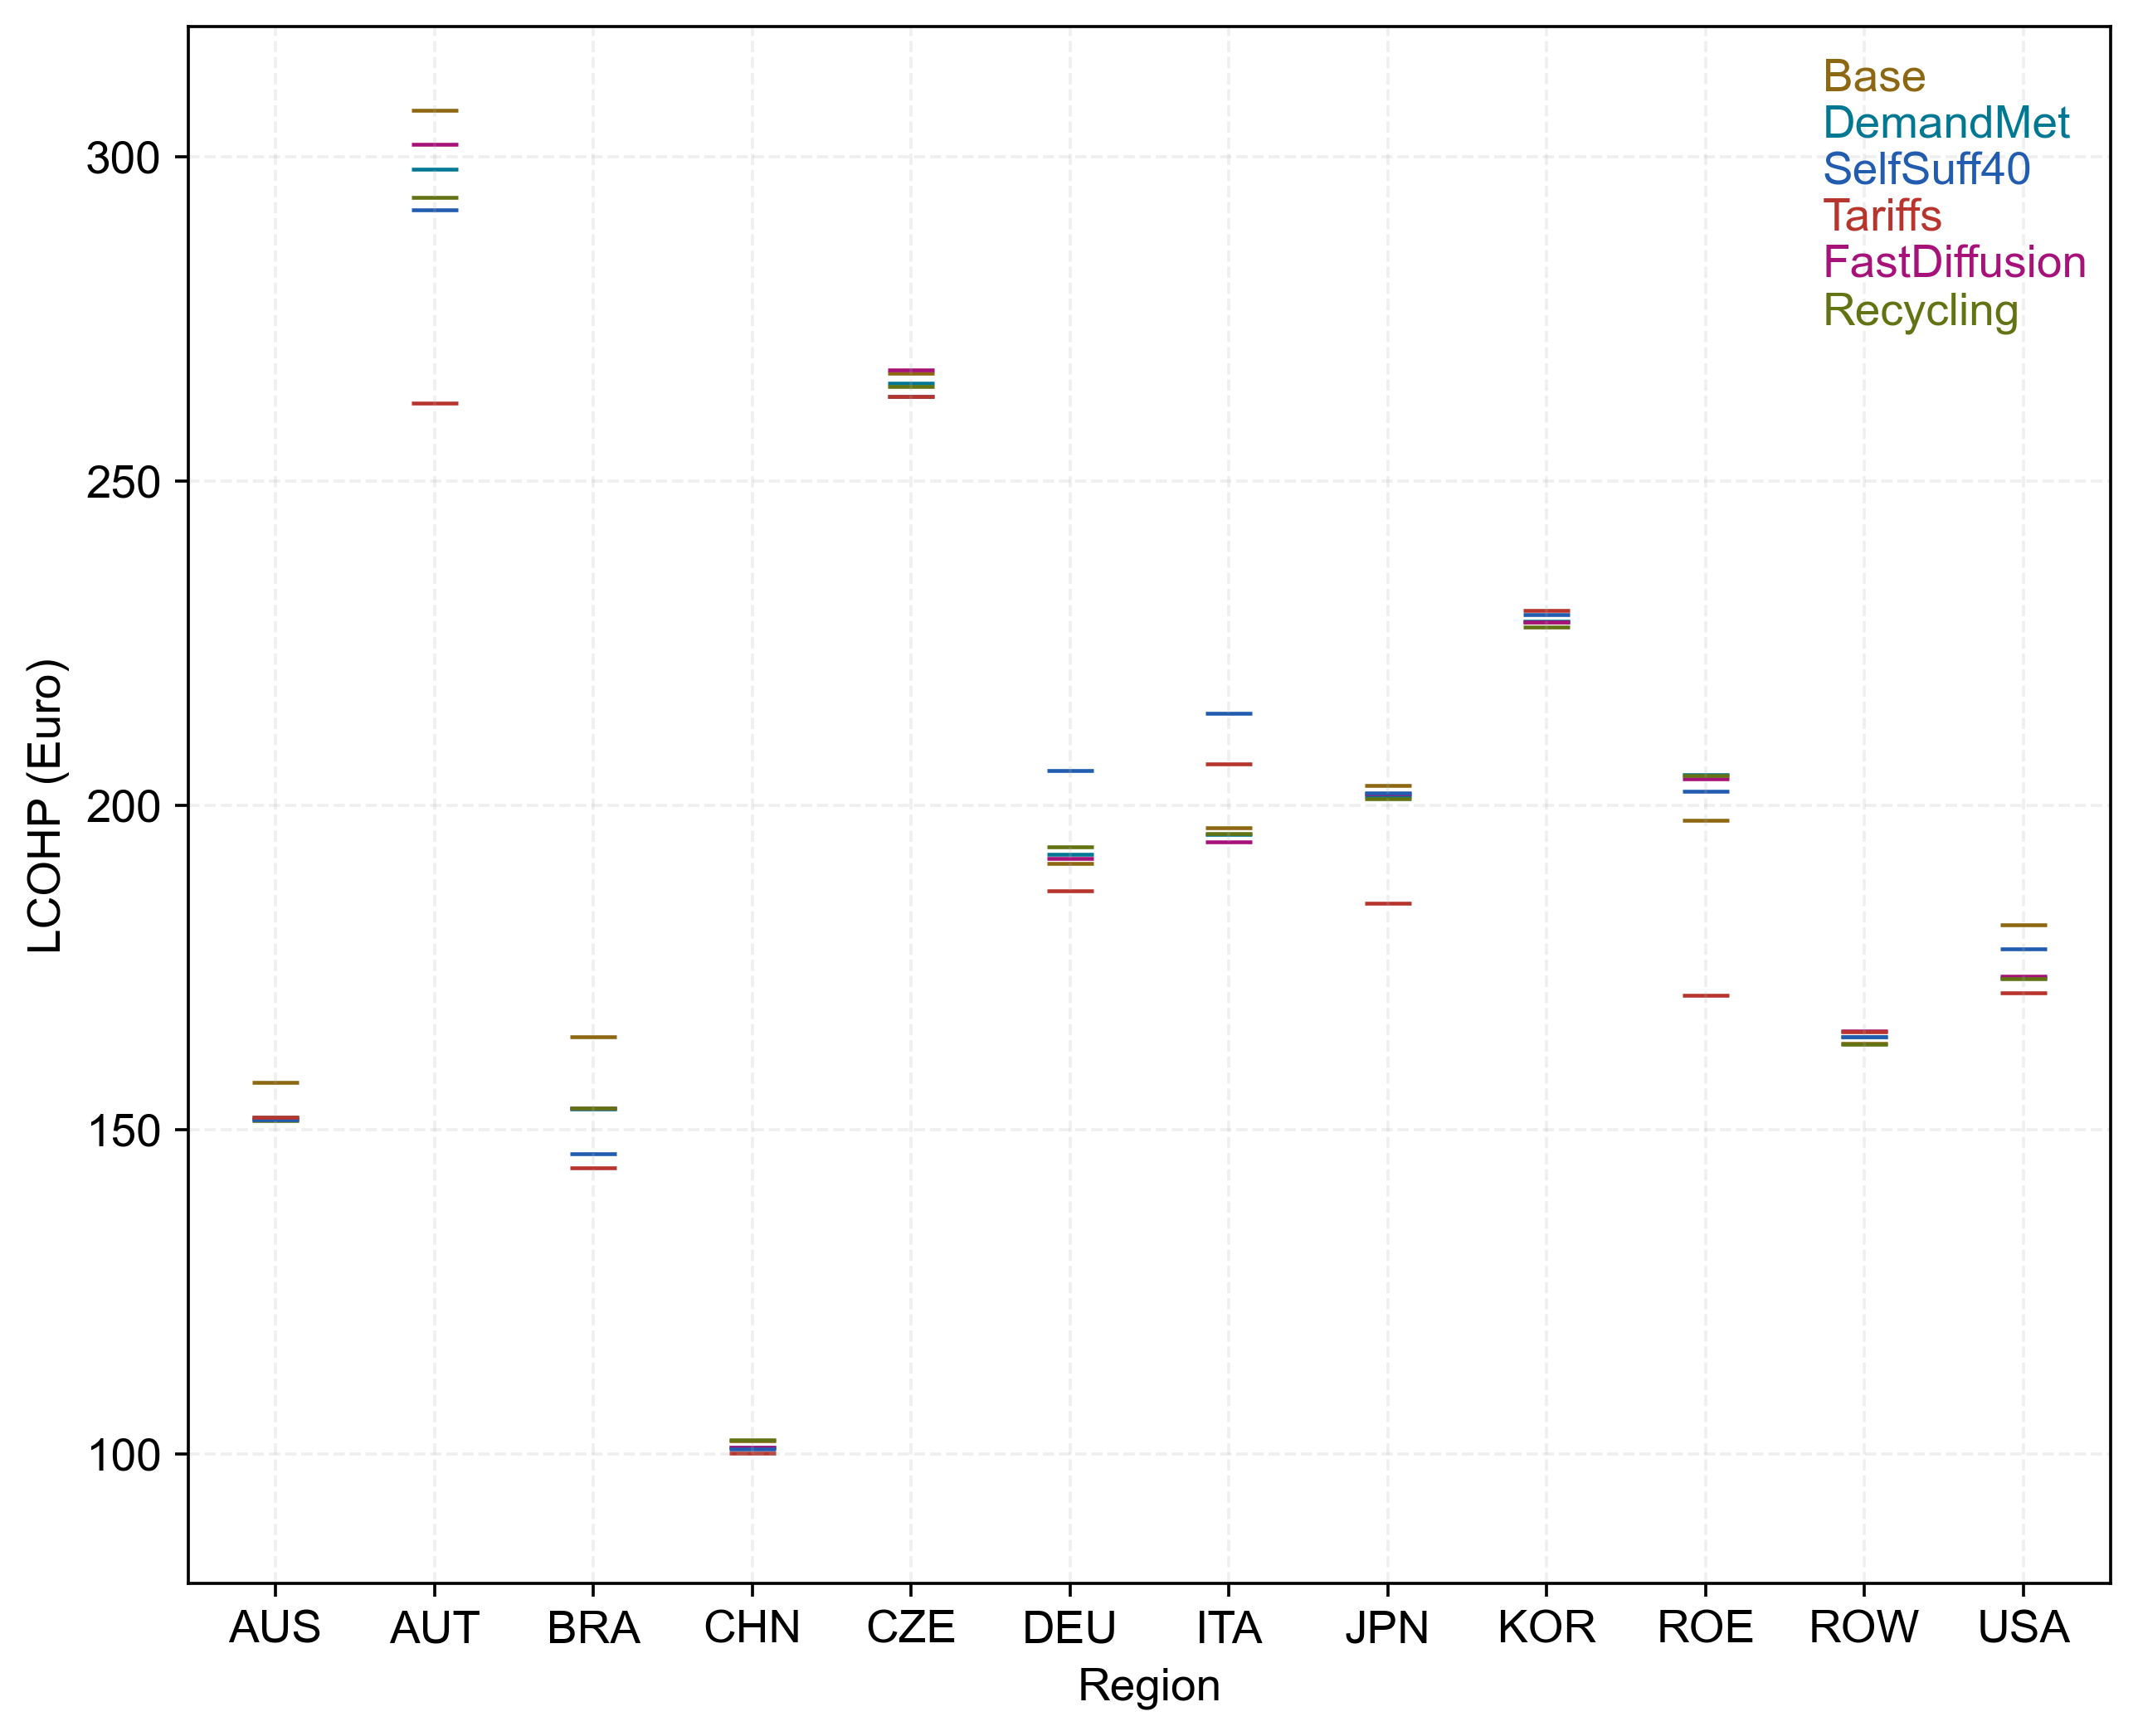 Base
DemandMet
SelfSuff40
Tariffs
FastDiffusion
Recycling
300
250
200
150
100
LCOHP (Euro)
AUS AUT BRA CHN CZE DEU ITA JPN KOR ROE ROW USA
Region